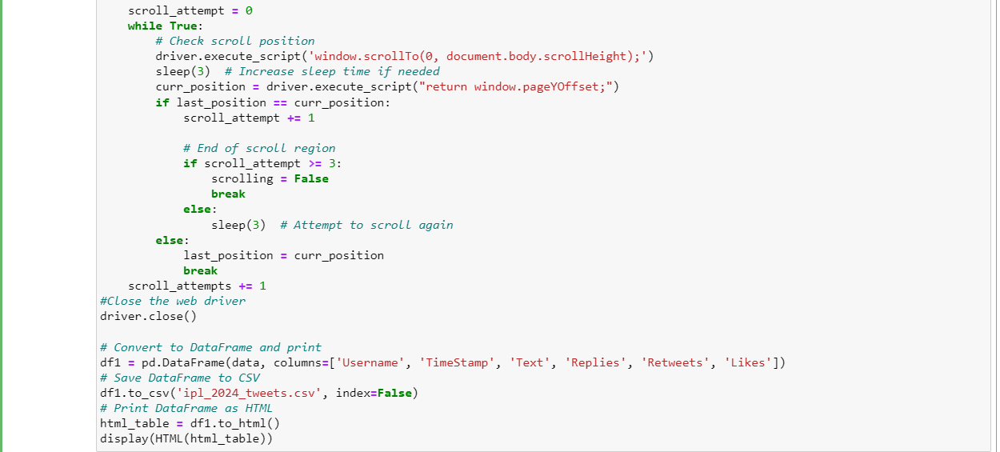 scroll_attempt = 0
    while True:
        # Check scroll position
        driver.execute_script('window.scrollTo(0, document.body.scrollHeight);')
        sleep(3)  # Increase sleep time if needed
        curr_position = driver.execute_script("return window.pageYOffset;")
        if last_position == curr_position:
            scroll_attempt += 1

            # End of scroll region
            if scroll_attempt >= 3:
                scrolling = False
                break
            else:
                sleep(3)  # Attempt to scroll again
        else:
            last_position = curr_position
            break
    scroll_attempts += 1
#Close the web driver
driver.close()

# Convert to DataFrame and print
df1 = pd.DataFrame(data, columns=['Username', 'TimeStamp', 'Text', 'Replies', 'Retweets', 'Likes'])
# Save DataFrame to CSV
df1.to_csv('ipl_2024_tweets.csv', index=False)
# Print DataFrame as HTML
html_table = df1.to_html()
display(HTML(html_table))